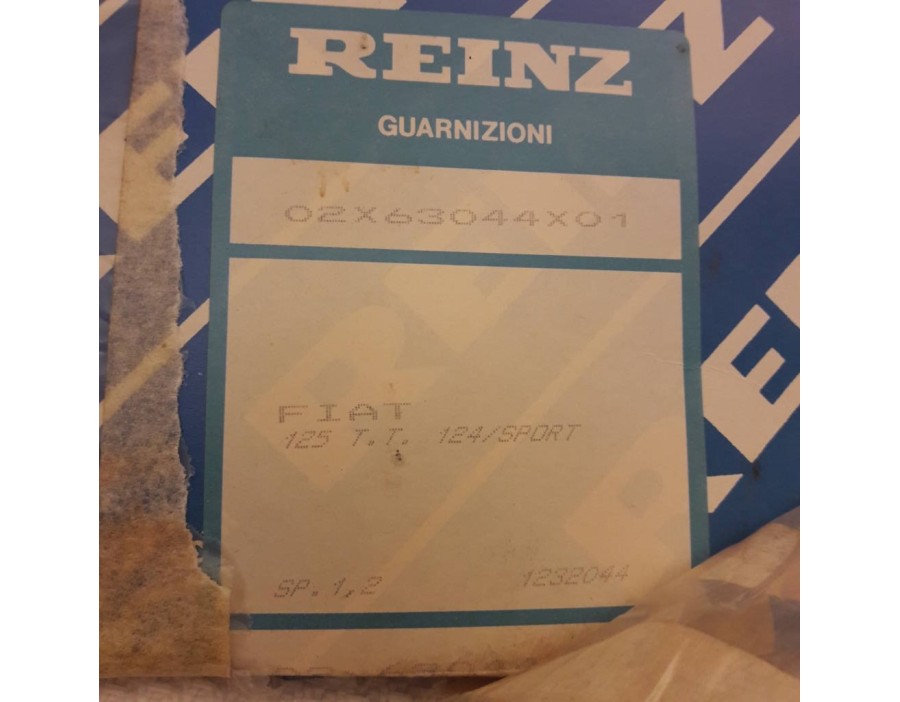 REINZ
GUARNIZIONI
02X63044X01
FIAT
125 T.T. 124/SPORT
SP. 1,2 1232044